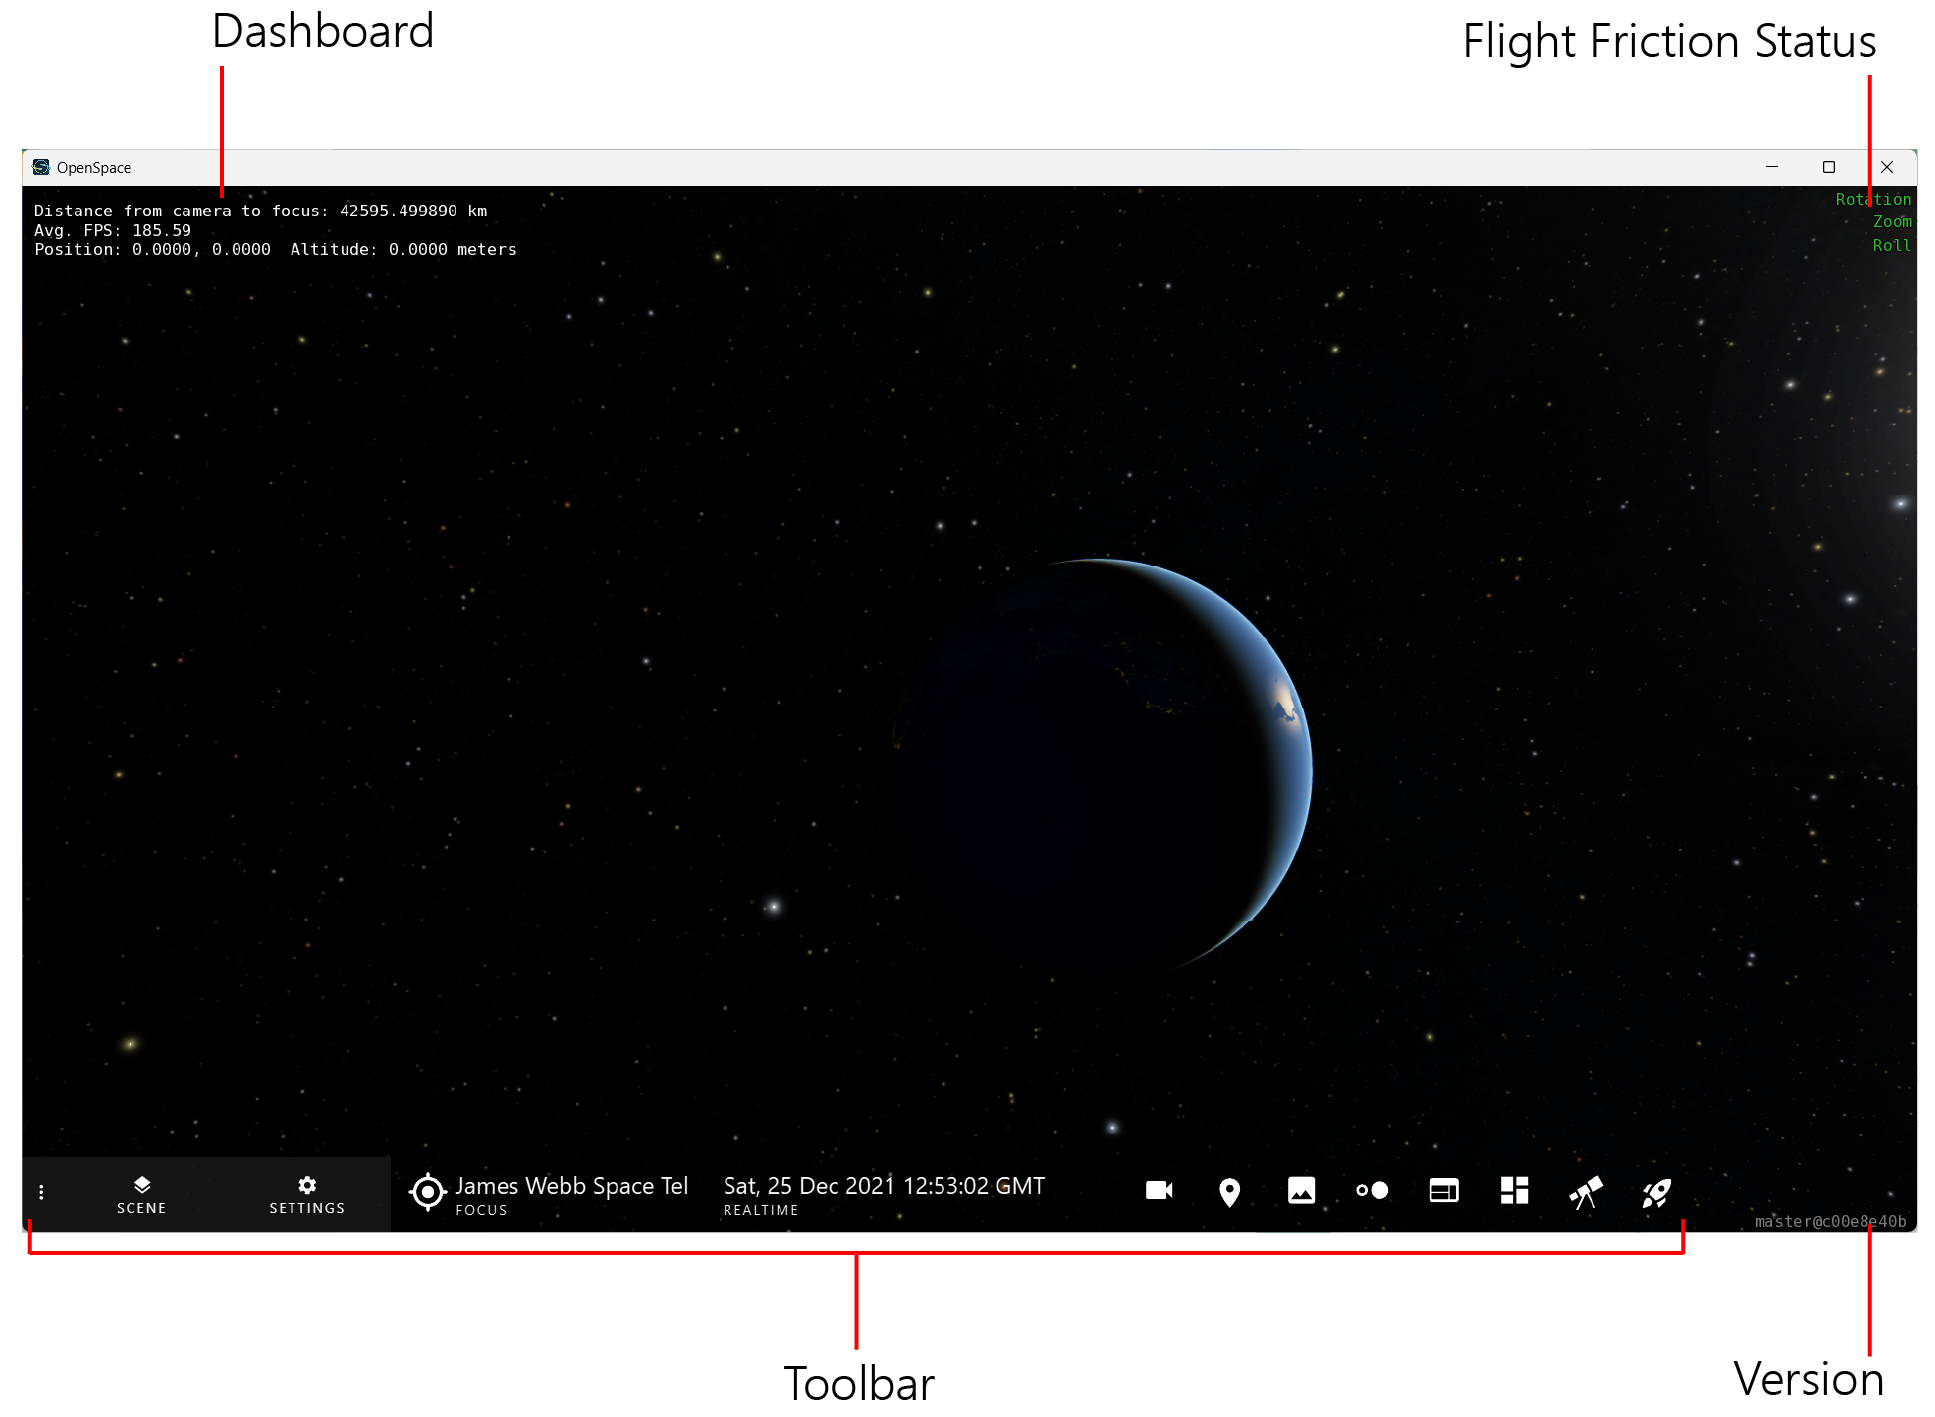 Dashboard
Flight Friction Status
OpenSpace
Distance from camera to focus: 42595.499890 km
Avg. FPS: 185.59
Position: 0.0000, 0.0000  Altitude: 0.0000 meters
Rotation
Zoom
Roll
SCENE
SETTINGS
James Webb Space Tel
FOCUS
Sat, 25 Dec 2021 12:53:02 GMT
REALTIME
master@c00e8e40b
Toolbar
Version